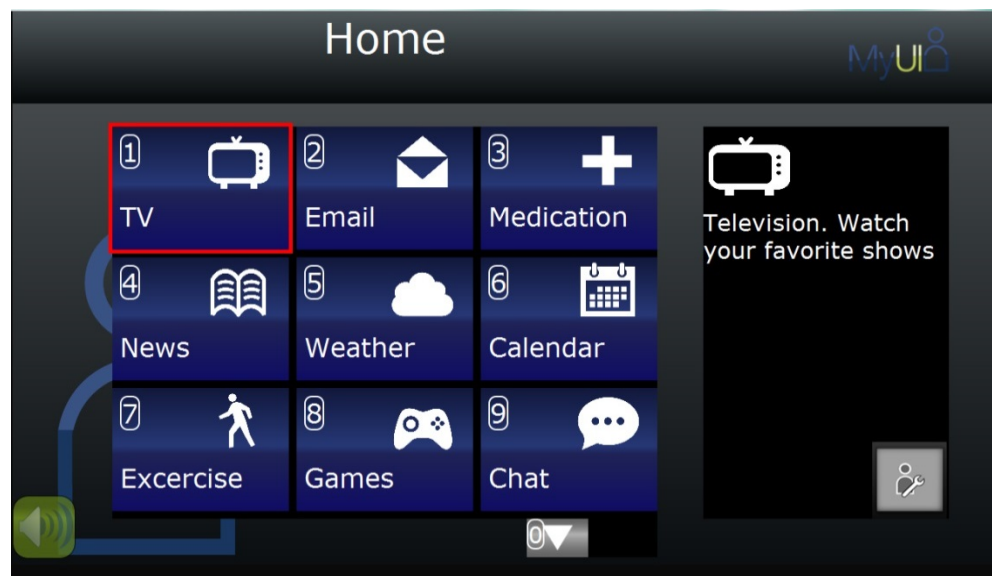 Home
MyUI
1
TV
2
Email
3
Medication
Television. Watch
your favorite shows
4
News
5
Weather
6
Calendar
7
Excercise
8
Games
9
Chat
0